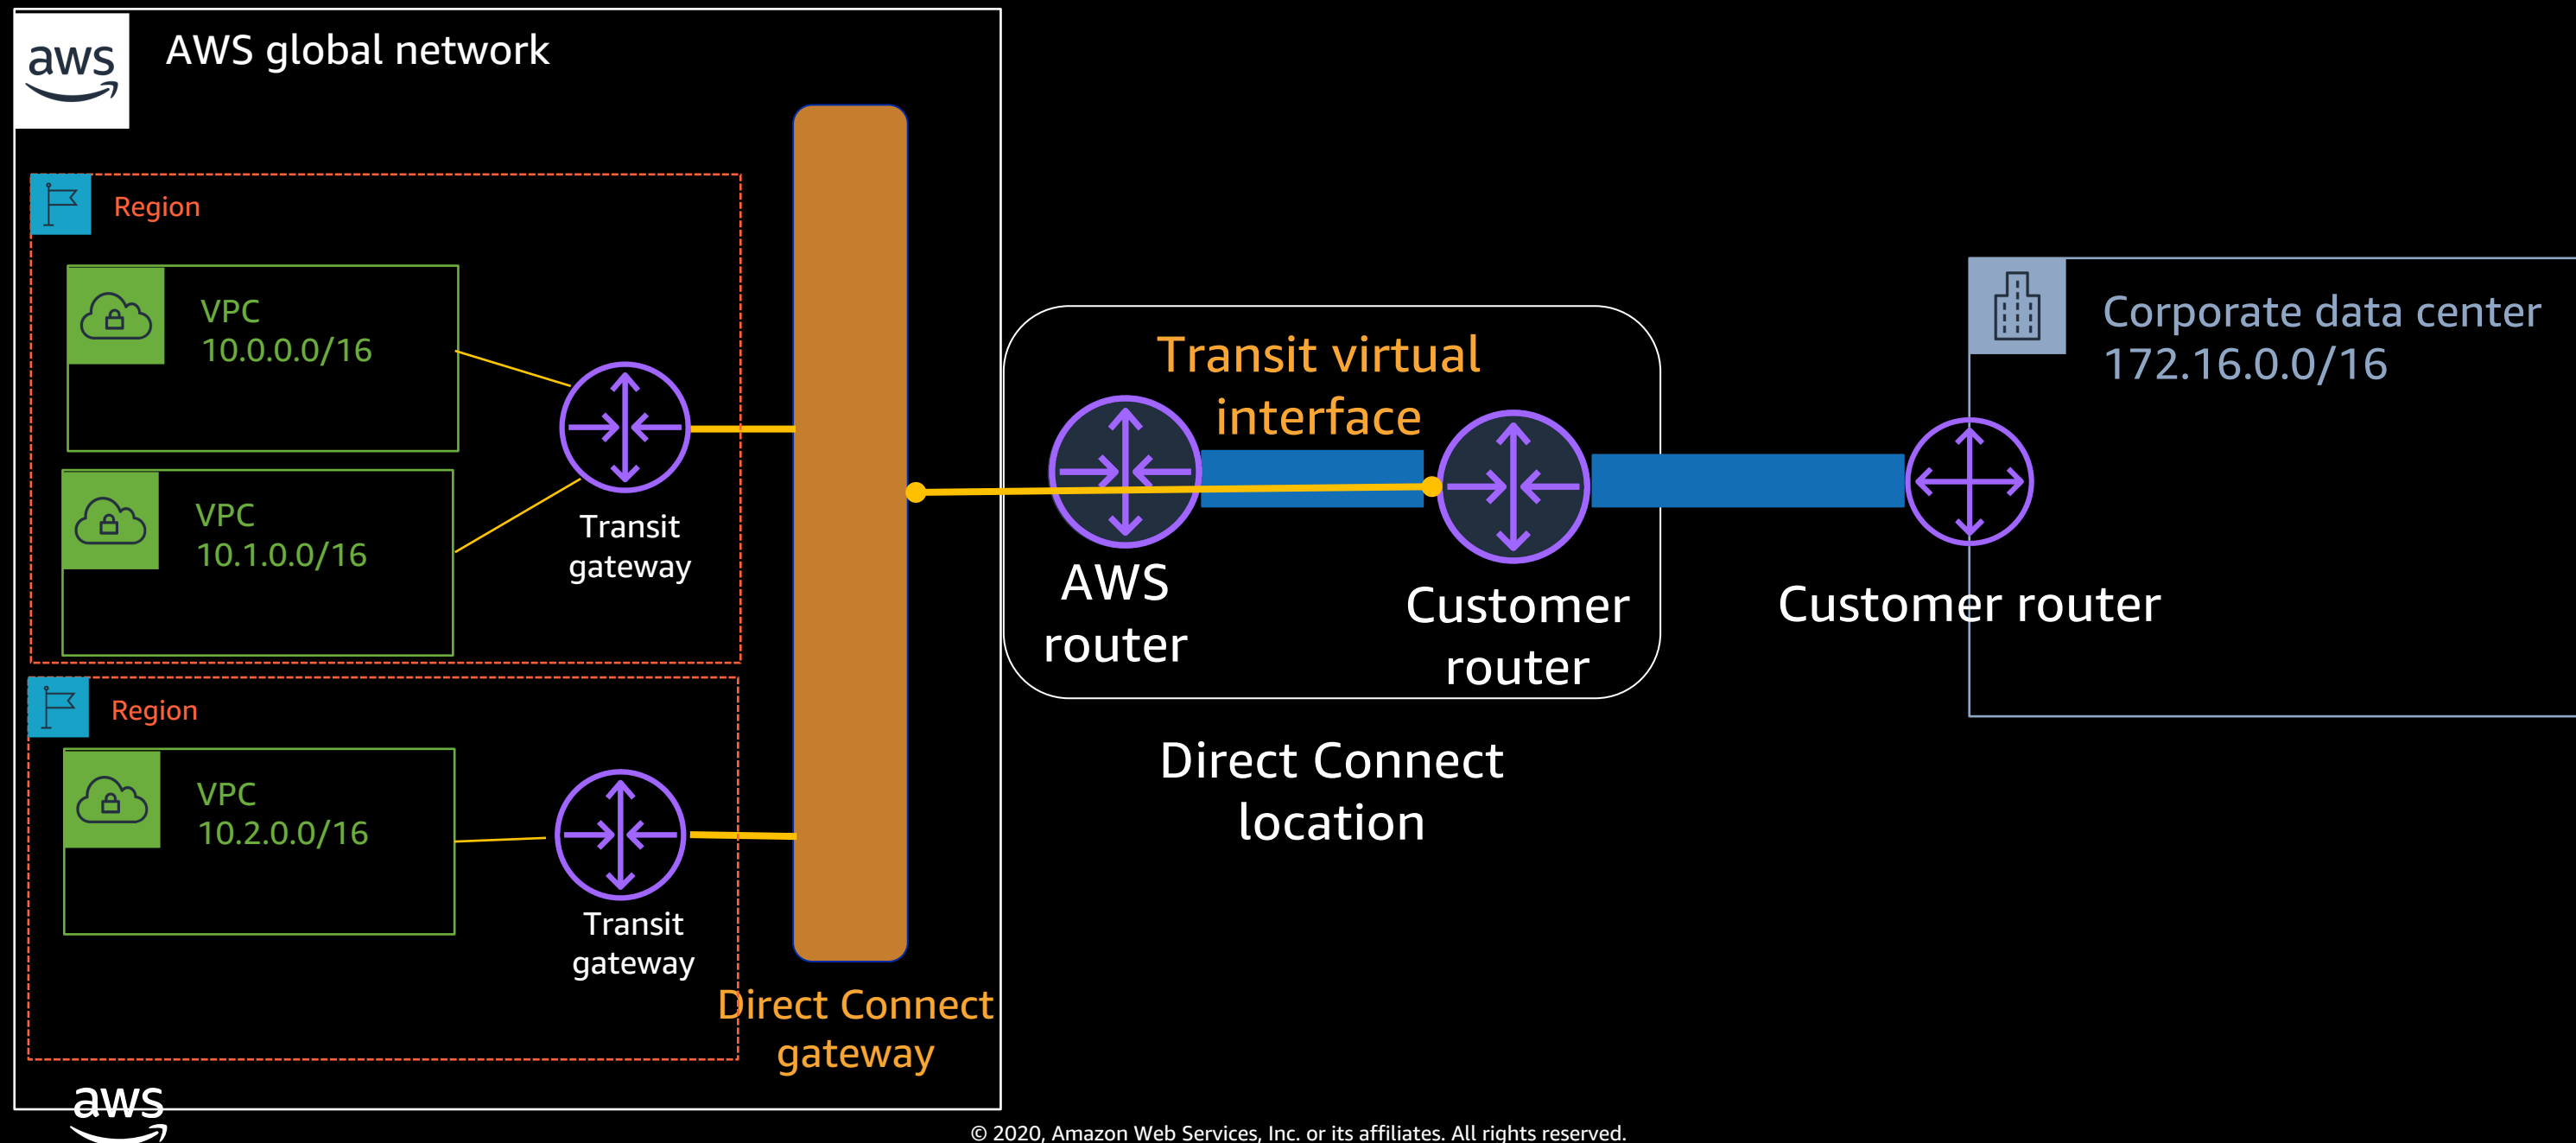 aws
AWS global network
Region
VPC
10.0.0.0/16
VPC
10.1.0.0/16
Transit
gateway
Region
VPC
10.2.0.0/16
Transit
gateway
Direct Connect
gateway
Transit virtual
interface
AWS
router
Customer
router
Direct Connect
location
Corporate data center
172.16.0.0/16
Customer router
aws
© 2020, Amazon Web Services, Inc. or its affiliates. All rights reserved.